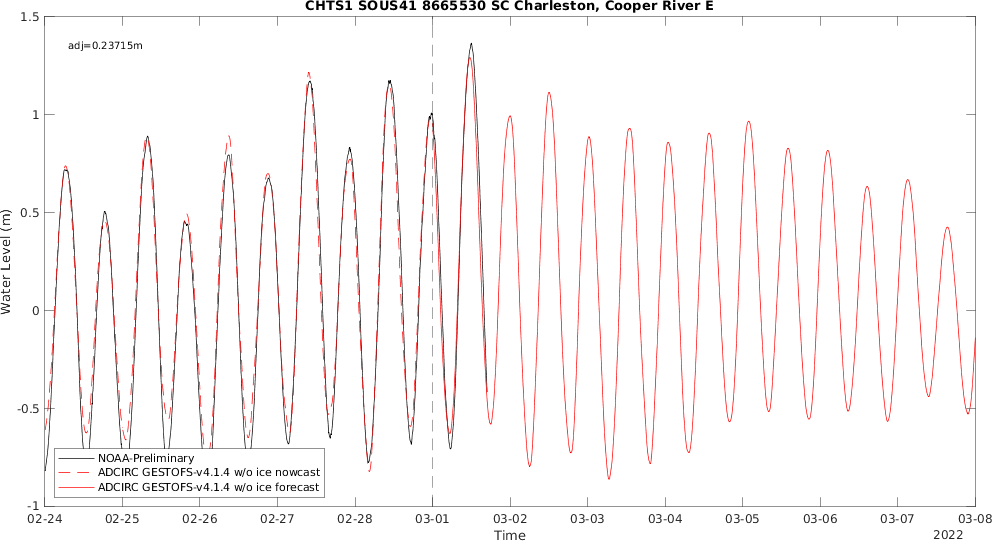 CHTS1 SOUS41 8665530 SC Charleston, Cooper River E
adj=0.23715m
1.5
1
0.5
0
-0.5
-1
Water Level (m)
NOAA-Preliminary
ADCIRC GESTOFS-v4.1.4 w/o ice nowcast
ADCIRC GESTOFS-v4.1.4 w/o ice forecast
02-24 02-25 02-26 02-27 02-28 03-01 03-02 03-03 03-04 03-05 03-06 03-07 03-08
Time
2022